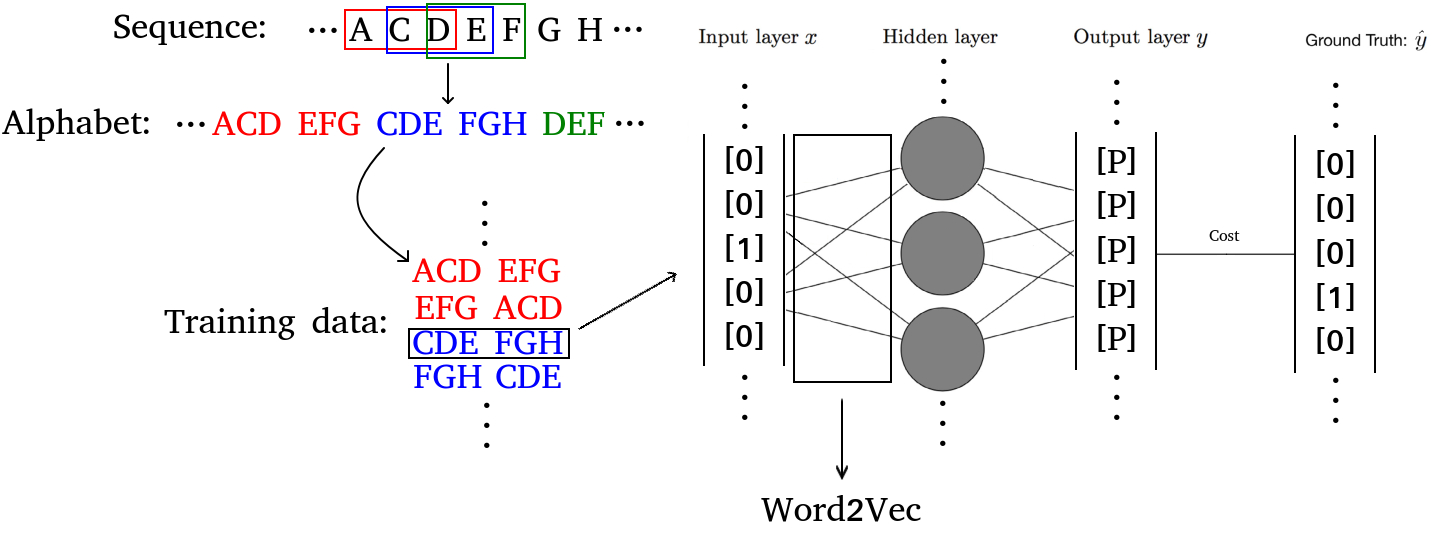 Sequence: ··· A C D E F G H ···
Alphabet: ··· ACD EFG CDE FGH DEF ···
Training data:
ACD EFG
EFG ACD
CDE FGH
FGH CDE
Input layer x
Hidden layer
Output layer y
Ground Truth: ŷ
[0]
[0]
[1]
[0]
[0]
[P]
[P]
[P]
[P]
[P]
Cost
[0]
[0]
[0]
[1]
[0]
Word2Vec